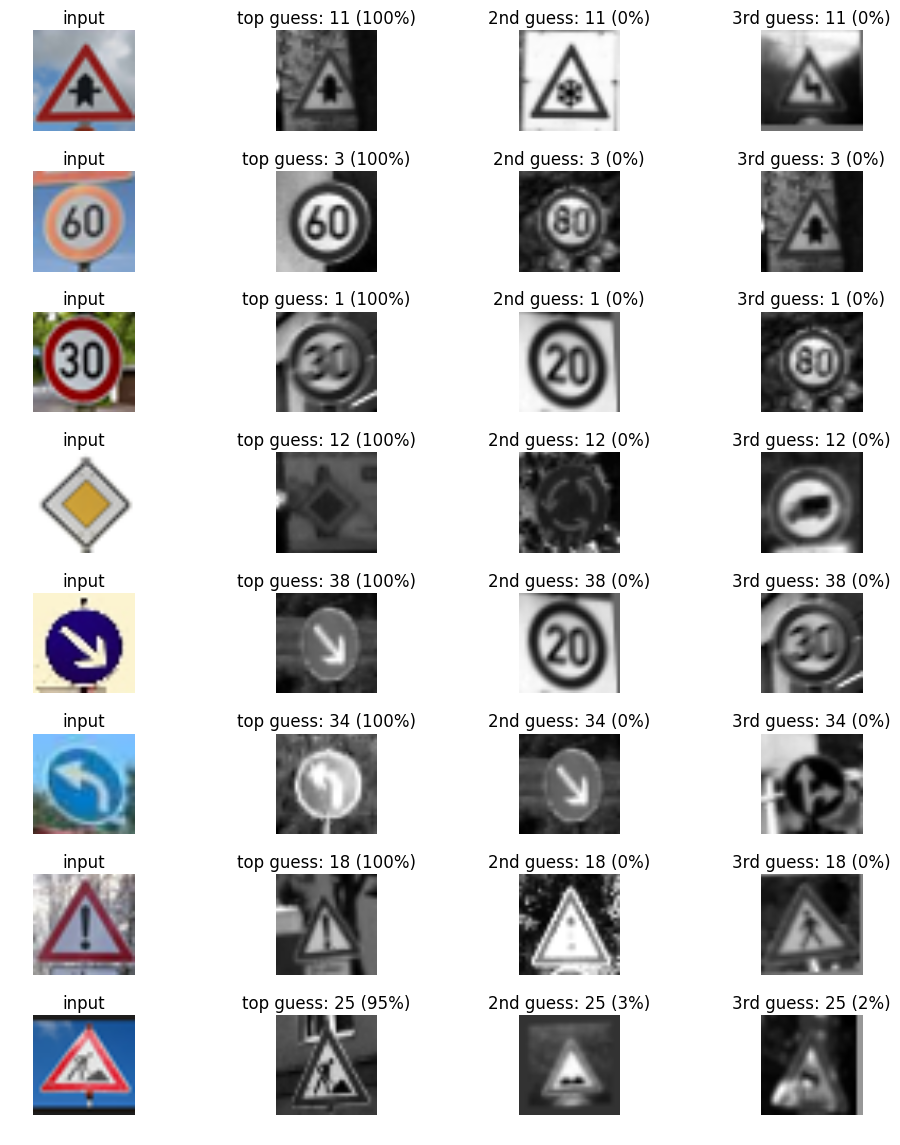 input top guess: 11 (100%) 2nd guess: 11 (0%) 3rd guess: 11 (0%)
input top guess: 3 (100%) 2nd guess: 3 (0%) 3rd guess: 3 (0%)
60 60 80
input top guess: 1 (100%) 2nd guess: 1 (0%) 3rd guess: 1 (0%)
30 30 20 80
input top guess: 12 (100%) 2nd guess: 12 (0%) 3rd guess: 12 (0%)
input top guess: 38 (100%) 2nd guess: 38 (0%) 3rd guess: 38 (0%)
20 30
input top guess: 34 (100%) 2nd guess: 34 (0%) 3rd guess: 34 (0%)
input top guess: 18 (100%) 2nd guess: 18 (0%) 3rd guess: 18 (0%)
input top guess: 25 (95%) 2nd guess: 25 (3%) 3rd guess: 25 (2%)